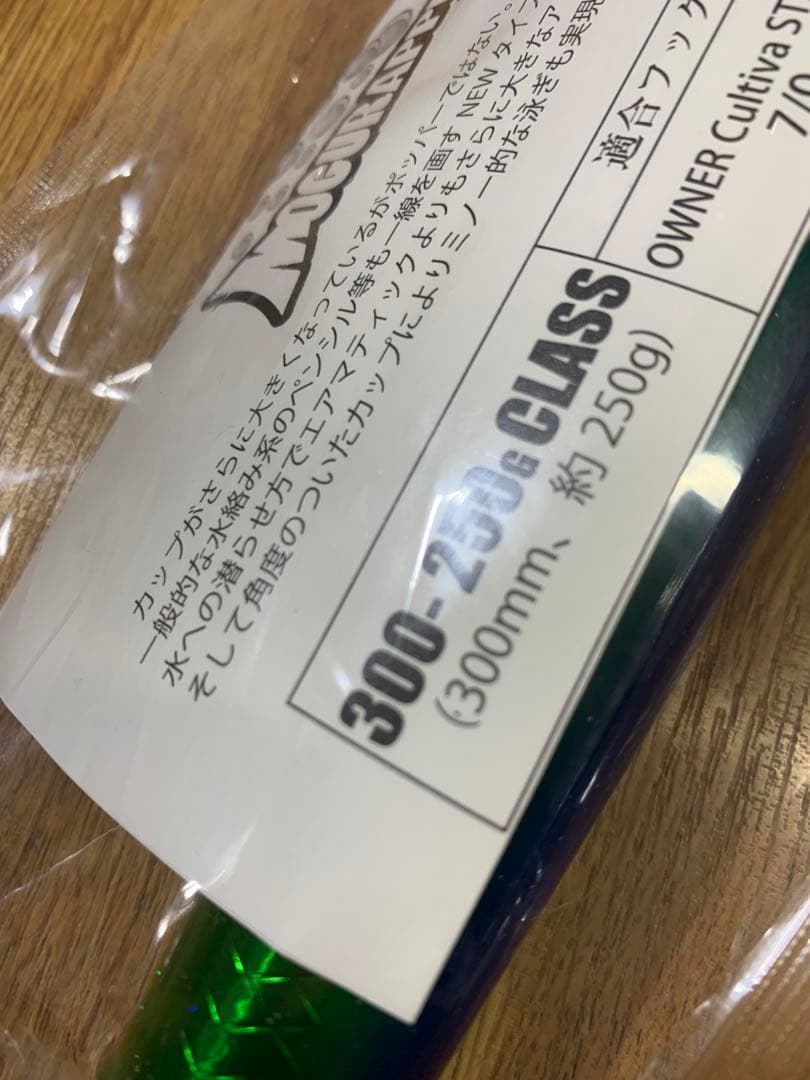 MOGURAPP
カップがさらに大きくなっているがポッパーではない。
一般的な水絡み系のペンシル等も一線を画す NEW タイプ
水への潜らせ方でエアマティックよりもさらに大きなア
そして角度のついたカップによりミノー的な泳ぎも実現
300-250G CLASS
(300mm、約 250g)
適合フック
OWNER Cultiva ST
7/0